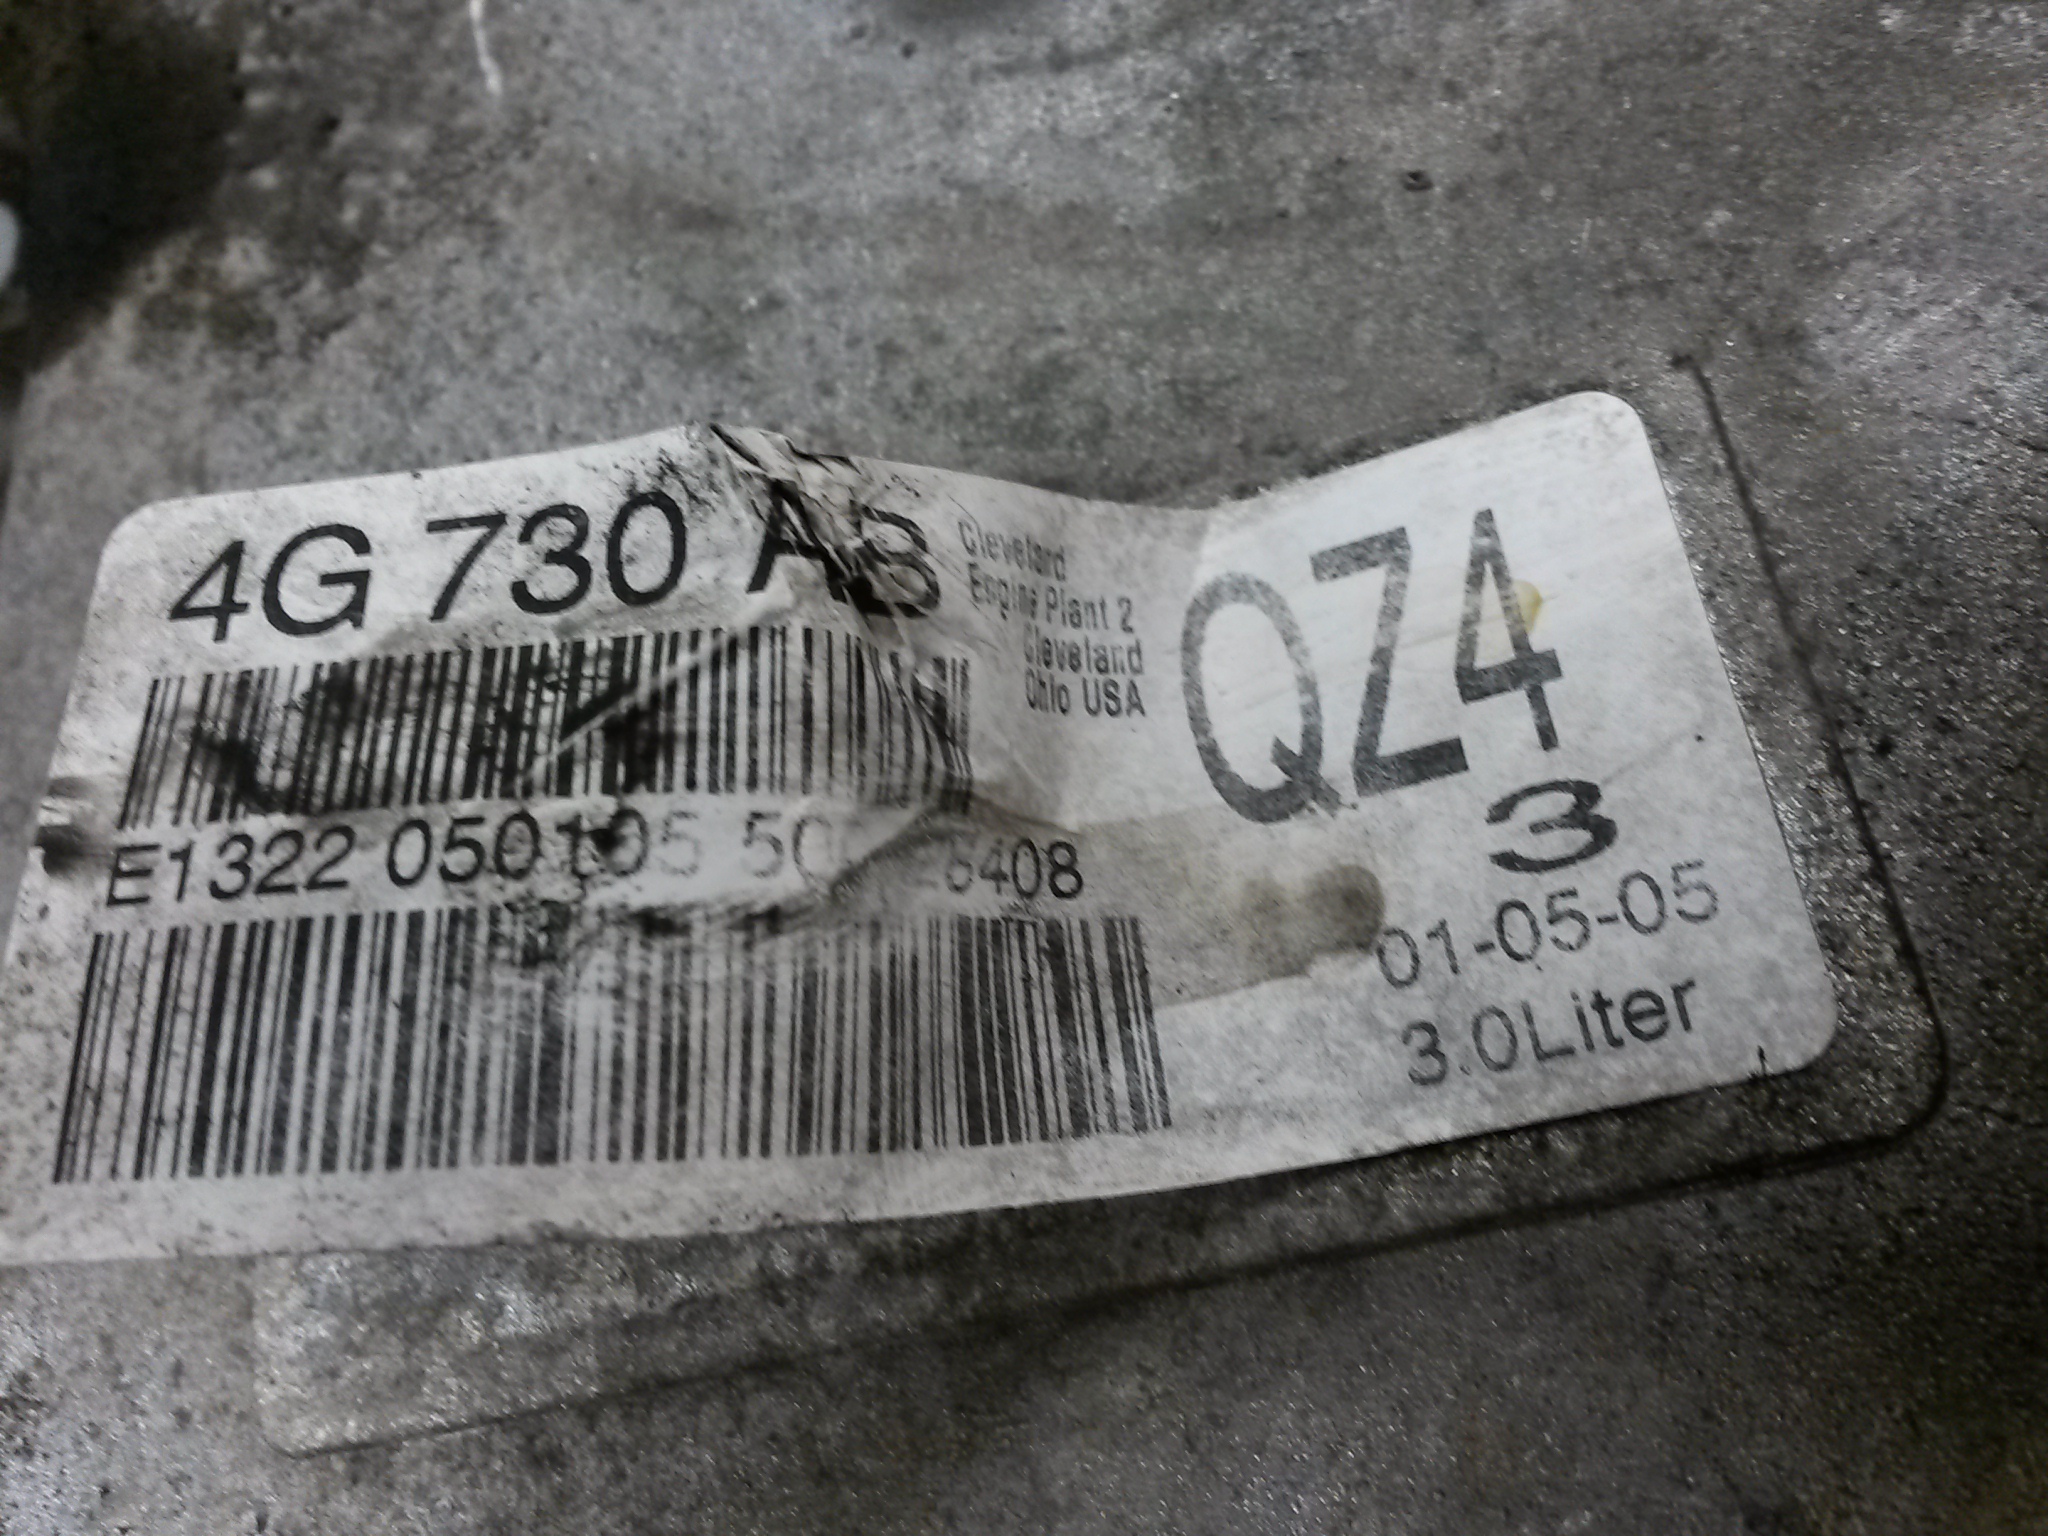 4G 730 AB
Cleveland
Engine Plant 2
Cleveland
Ohio USA
QZ4
3
E1322 050105
01-05-05
3.0Liter